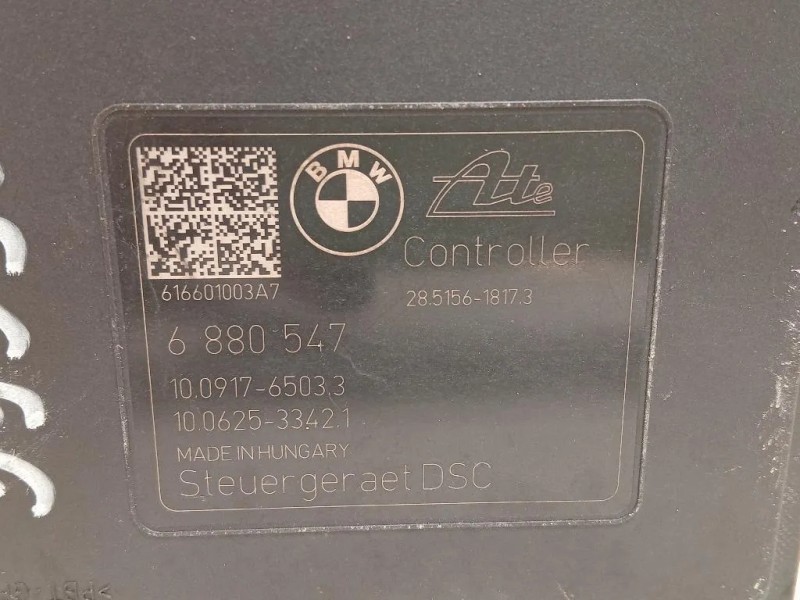 BMW
Ate
Controller
616601003A7
28.5156-1817.3
6 880 547
10.0917-6503.3
10.0625-3342.1
MADE IN HUNGARY
Steuergeraet DSC